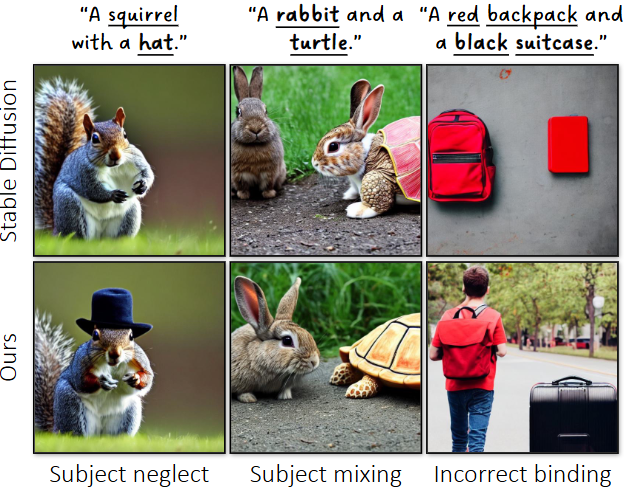 “A squirrel
with a hat.”
“A rabbit and a
turtle.”
“A red backpack and
a black suitcase.”
Stable Diffusion
Ours
Subject neglect
Subject mixing
Incorrect binding